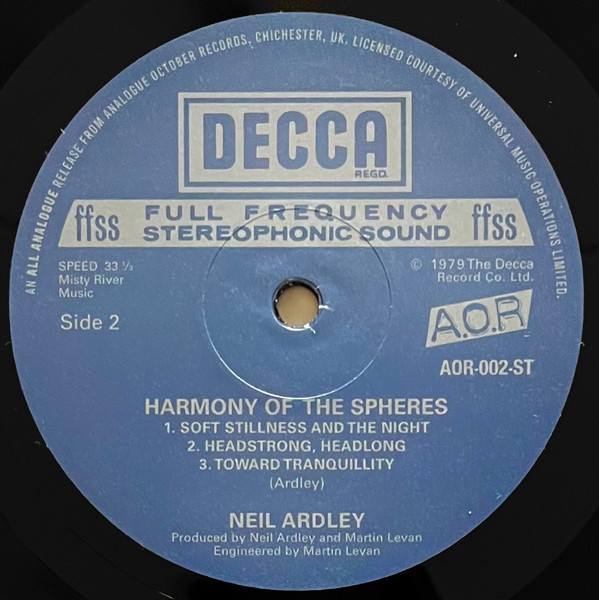 AN ALL ANALOGUE RELEASE FROM ANALOGUE OCTOBER RECORDS, CHICHESTER, UK. LICENSED COURTESY OF UNIVERSAL MUSIC OPERATIONS LIMITED.
DECCA
REGD.
ffss FULL FREQUENCY STEREOPHONIC SOUND ffss
SPEED 33 ⅓
Misty River
Music
Side 2
© 1979 The Decca
Record Co. Ltd.
A.O.R
AOR-002-ST
HARMONY OF THE SPHERES
1. SOFT STILLNESS AND THE NIGHT
2. HEADSTRONG, HEADLONG
3. TOWARD TRANQUILLITY
(Ardley)
NEIL ARDLEY
Produced by Neil Ardley and Martin Levan
Engineered by Martin Levan